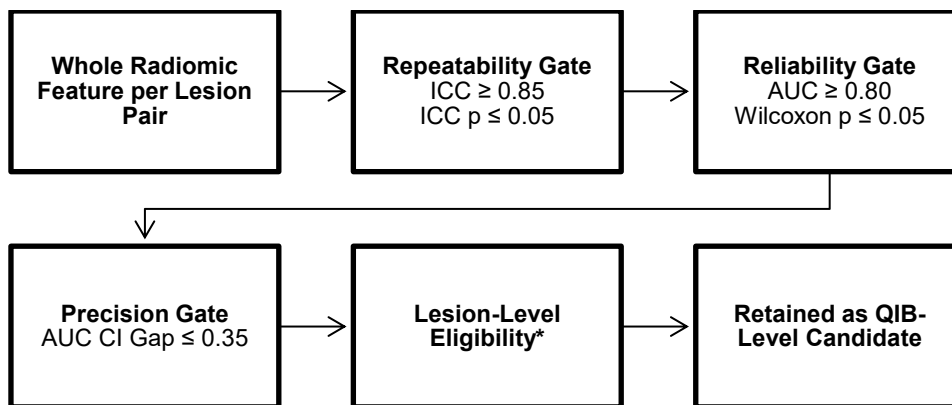 Whole Radiomic
Feature per Lesion
Pair
Repeatability Gate
ICC ≥ 0.85
ICC p ≤ 0.05
Reliability Gate
AUC ≥ 0.80
Wilcoxon p ≤ 0.05
Precision Gate
AUC CI Gap ≤ 0.35
Lesion-Level
Eligibility*
Retained as QIB-
Level Candidate